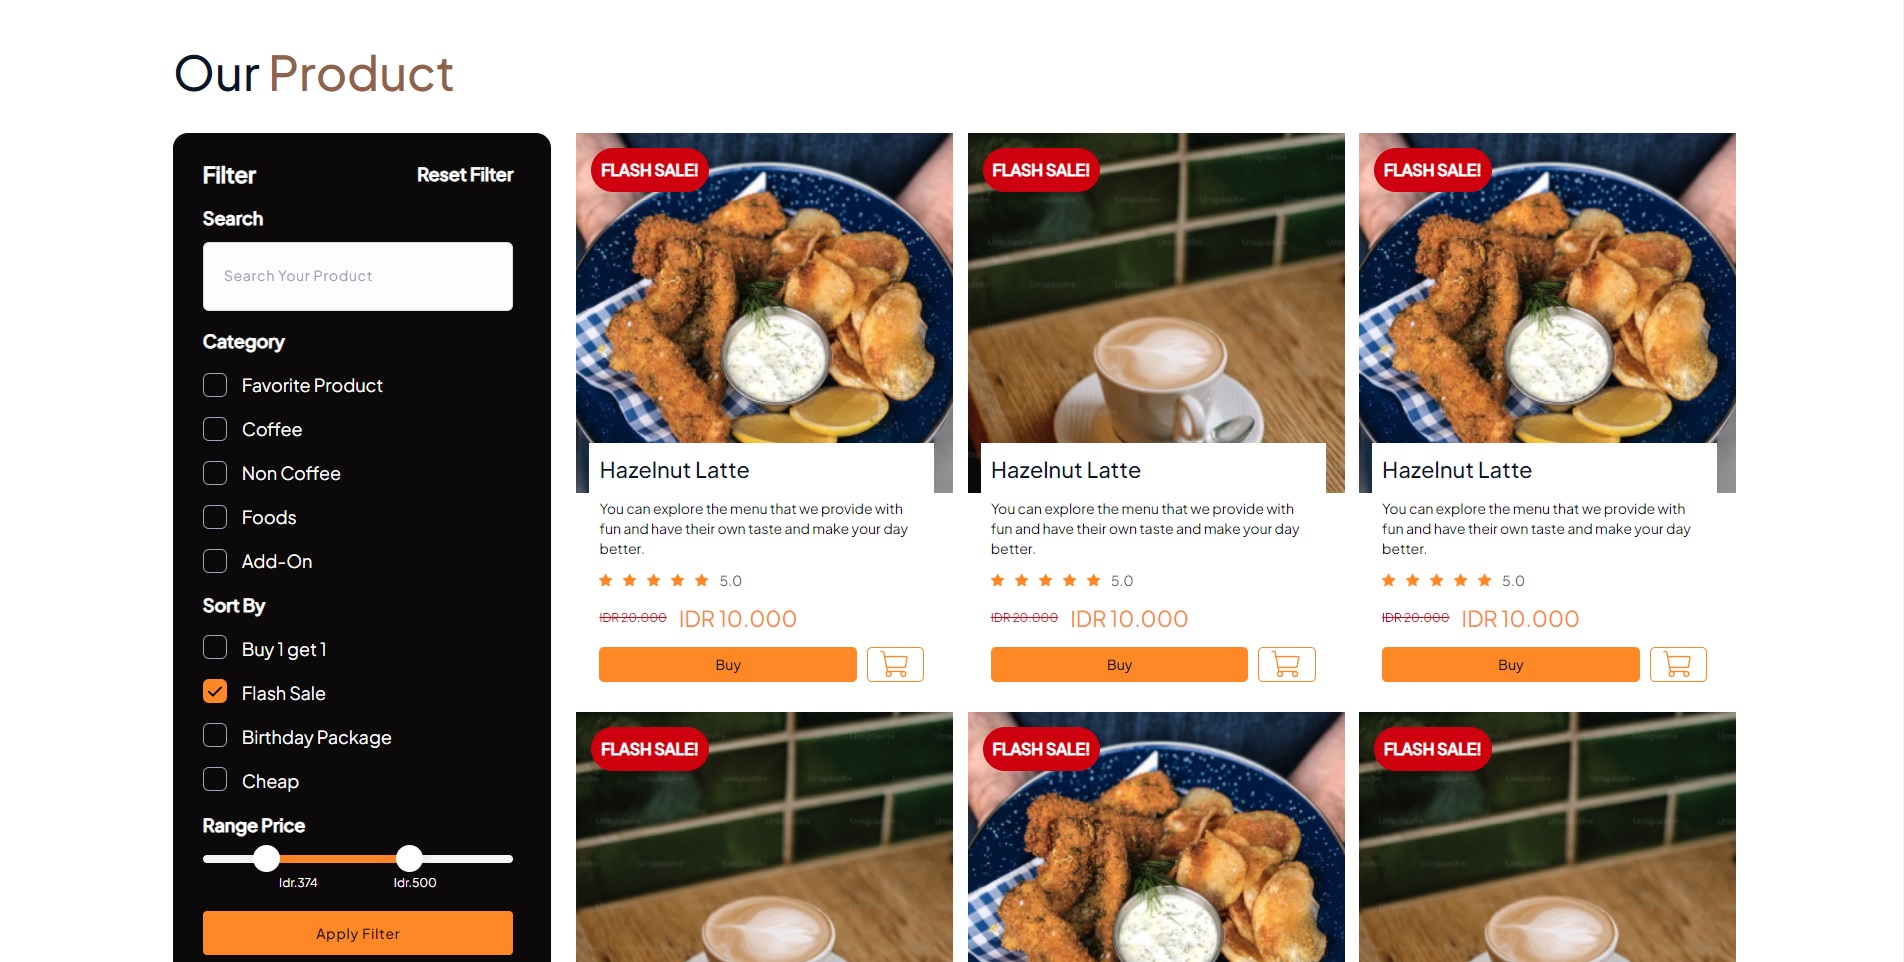 Our Product
Filter
Reset Filter
Search
Search Your Product
Category
Favorite Product
Coffee
Non Coffee
Foods
Add-On
Sort By
Buy 1 get 1
Flash Sale
Birthday Package
Cheap
Range Price
Idr.374
Idr.500
Apply Filter
FLASH SALE!
Hazelnut Latte
You can explore the menu that we provide with
fun and have their own taste and make your day
better.
5.0
IDR 20.000 IDR 10.000
Buy
FLASH SALE!
Unsplash+
Hazelnut Latte
You can explore the menu that we provide with
fun and have their own taste and make your day
better.
5.0
IDR 20.000 IDR 10.000
Buy
FLASH SALE!
Hazelnut Latte
You can explore the menu that we provide with
fun and have their own taste and make your day
better.
5.0
IDR 20.000 IDR 10.000
Buy
FLASH SALE!
Unsplash+
FLASH SALE!
FLASH SALE!
Unsplash+